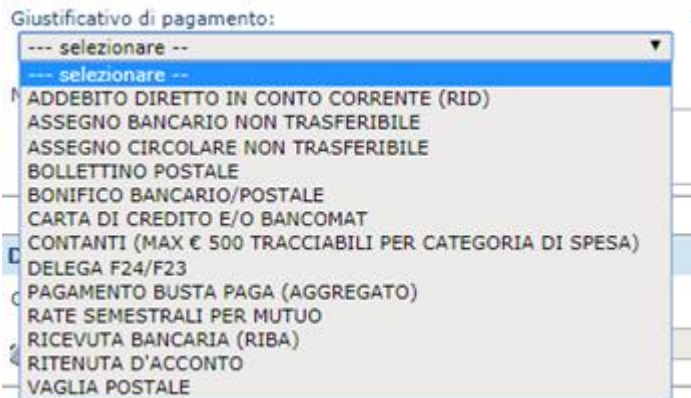 Giustificativo di pagamento:
--- selezionare --
--- selezionare --
ADDEBITO DIRETTO IN CONTO CORRENTE (RID)
ASSEGNO BANCARIO NON TRASFERIBILE
ASSEGNO CIRCOLARE NON TRASFERIBILE
BOLLETTINO POSTALE
BONIFICO BANCARIO/POSTALE
CARTA DI CREDITO E/O BANCOMAT
CONTANTI (MAX € 500 TRACCIABILI PER CATEGORIA DI SPESA)
DELEGA F24/F23
PAGAMENTO BUSTA PAGA (AGGREGATO)
RATE SEMESTRALI PER MUTUO
RICEVUTA BANCARIA (RIBA)
RITENUTA D'ACCONTO
VAGLIA POSTALE